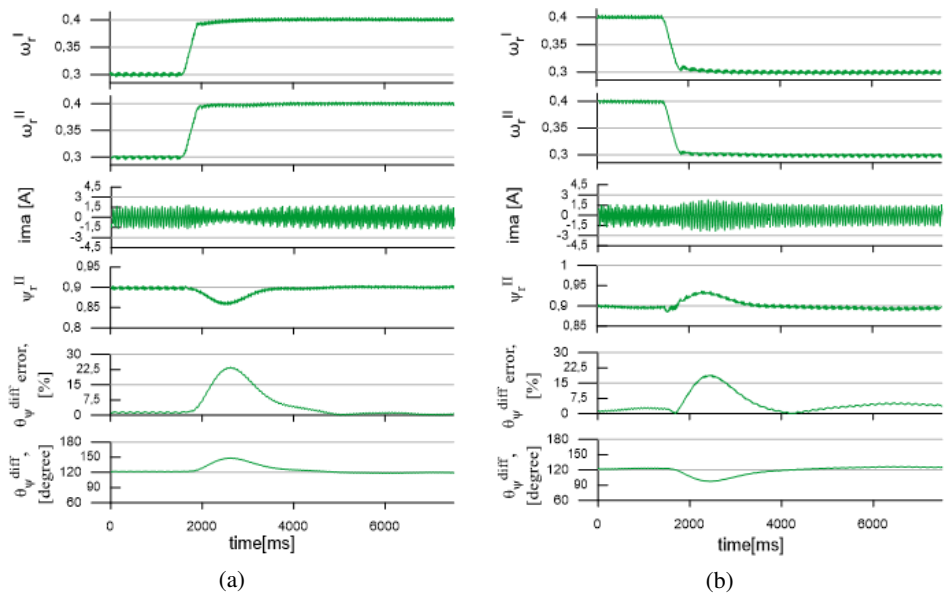 ω_r^I
0,4
0,35
0,3
ω_r^II
0,4
0,35
0,3
ima [A]
4,5
3
1,5
0
-1,5
-3
-4,5
ψ_r^II
0,95
0,9
0,85
0,8
θ_ψ^diff error,
[%]
30
22,5
15
7,5
0
θ_ψ^diff,
[degree]
180
150
120
90
60
0 2000 4000 6000
time[ms]
(a)
ω_r^I
0,4
0,35
0,3
ω_r^II
0,4
0,35
0,3
ima [A]
4,5
3
1,5
0
-1,5
-3
-4,5
ψ_r^II
1
0,95
0,9
0,85
θ_ψ^diff error,
[%]
30
22,5
15
7,5
0
θ_ψ^diff,
[degree]
180
150
120
90
60
0 2000 4000 6000
time[ms]
(b)